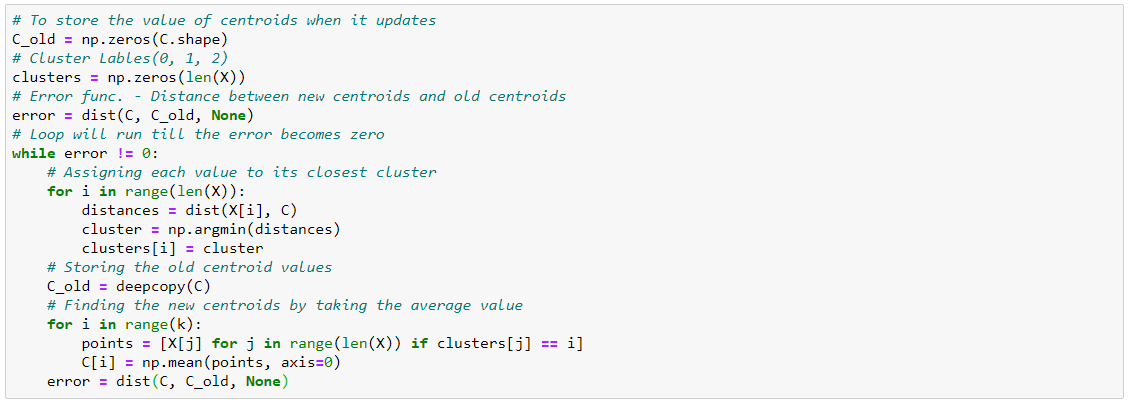 # To store the value of centroids when it updates
C_old = np.zeros(C.shape)
# Cluster Lables(0, 1, 2)
clusters = np.zeros(len(X))
# Error func. - Distance between new centroids and old centroids
error = dist(C, C_old, None)
# Loop will run till the error becomes zero
while error != 0:
    # Assigning each value to its closest cluster
    for i in range(len(X)):
        distances = dist(X[i], C)
        cluster = np.argmin(distances)
        clusters[i] = cluster
    # Storing the old centroid values
    C_old = deepcopy(C)
    # Finding the new centroids by taking the average value
    for i in range(k):
        points = [X[j] for j in range(len(X)) if clusters[j] == i]
        C[i] = np.mean(points, axis=0)
    error = dist(C, C_old, None)